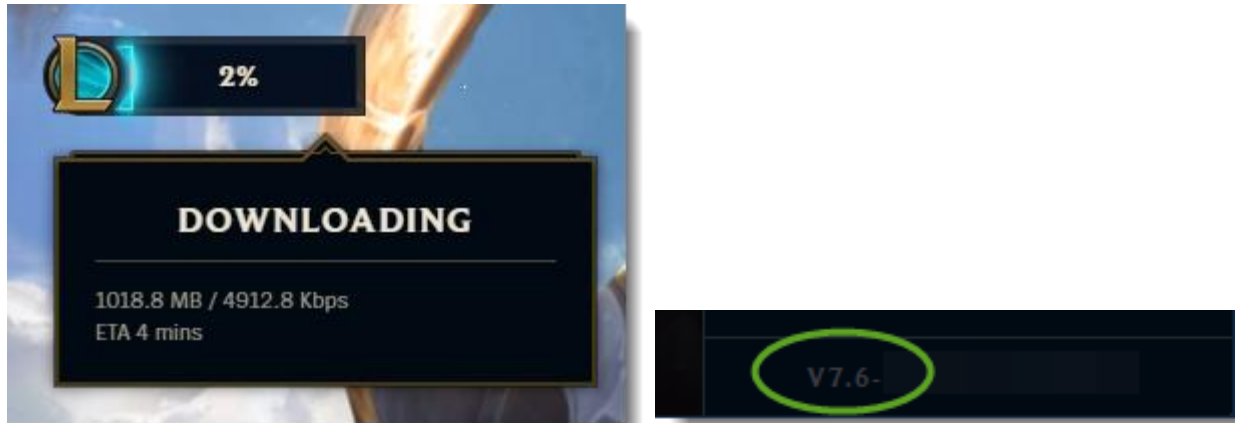 2%
DOWNLOADING
1018.8 MB / 4912.8 Kbps
ETA 4 mins
V7.6-